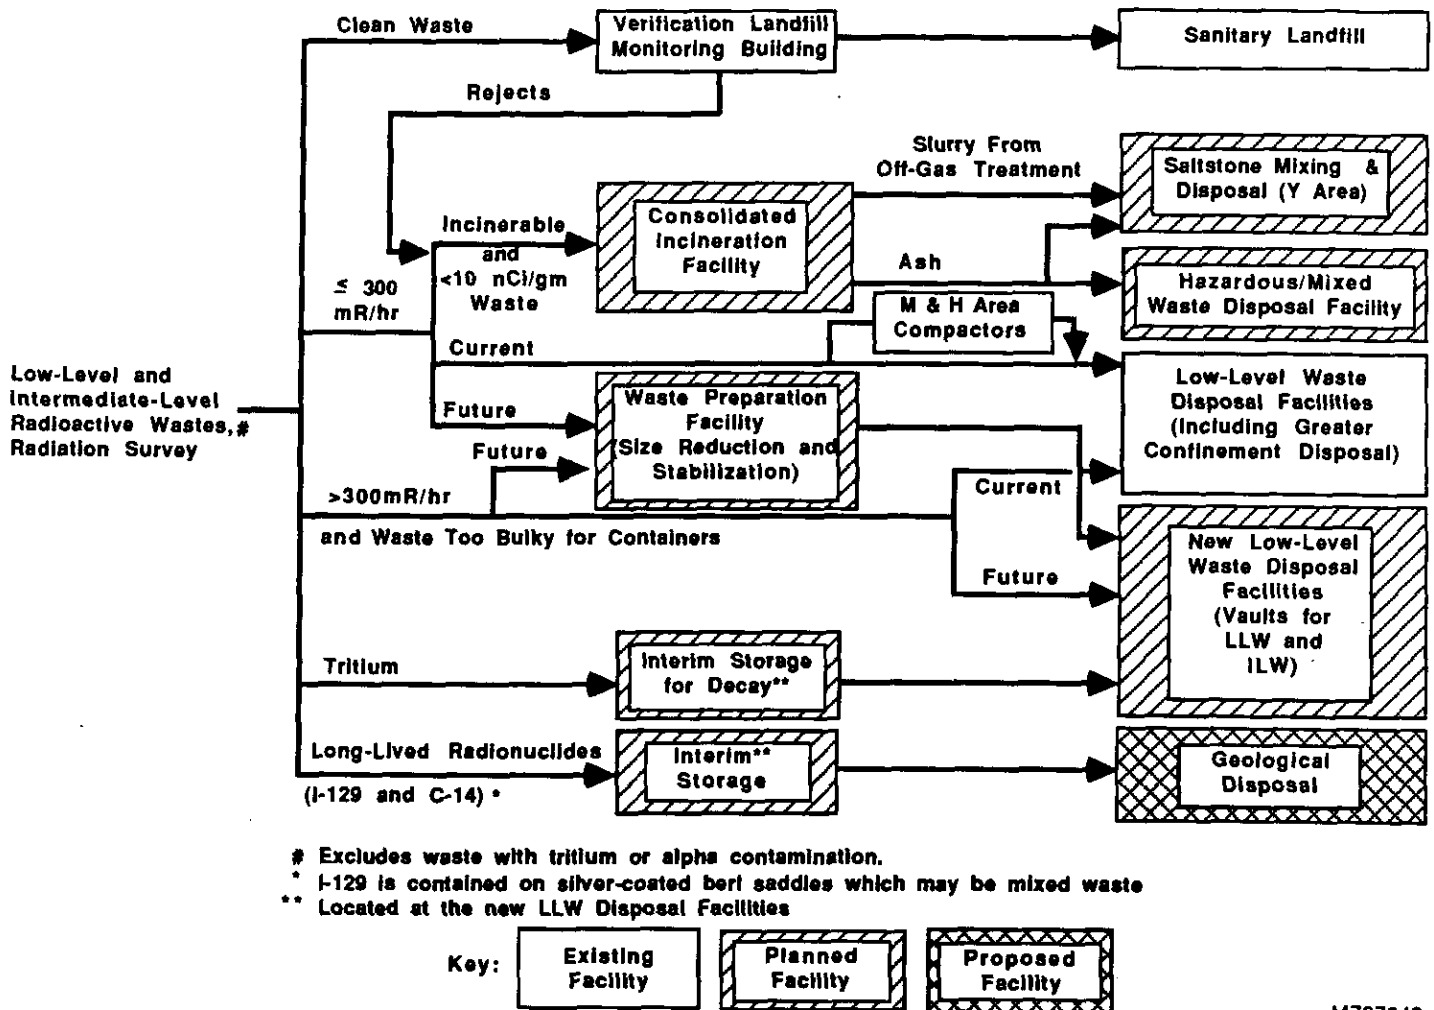 Clean Waste
Verification Landfill
Monitoring Building
Sanitary Landfill
Rejects
Slurry From
Off-Gas Treatment
Saltstone Mixing &
Disposal (Y Area)
Incinerable
and
<10 nCi/gm
Waste
Consolidated
Incineration
Facility
Ash
Hazardous/Mixed
Waste Disposal Facility
≤ 300
mR/hr
M & H Area
Compactors
Current
Low-Level and
Intermediate-Level
Radioactive Wastes,#
Radiation Survey
Low-Level Waste
Disposal Facilities
(Including Greater
Confinement Disposal)
Future
Waste Preparation
Facility
(Size Reduction and
Stabilization)
Future
>300mR/hr
and Waste Too Bulky for Containers
Current
Future
New Low-Level
Waste Disposal
Facilities
(Vaults for
LLW and
ILW)
Tritium
Interim Storage
for Decay**
Long-Lived Radionuclides
(I-129 and C-14) *
Interim**
Storage
Geological
Disposal
# Excludes waste with tritium or alpha contamination.
* I-129 is contained on silver-coated berl saddles which may be mixed waste
** Located at the new LLW Disposal Facilities
Key:
Existing
Facility
Planned
Facility
Proposed
Facility